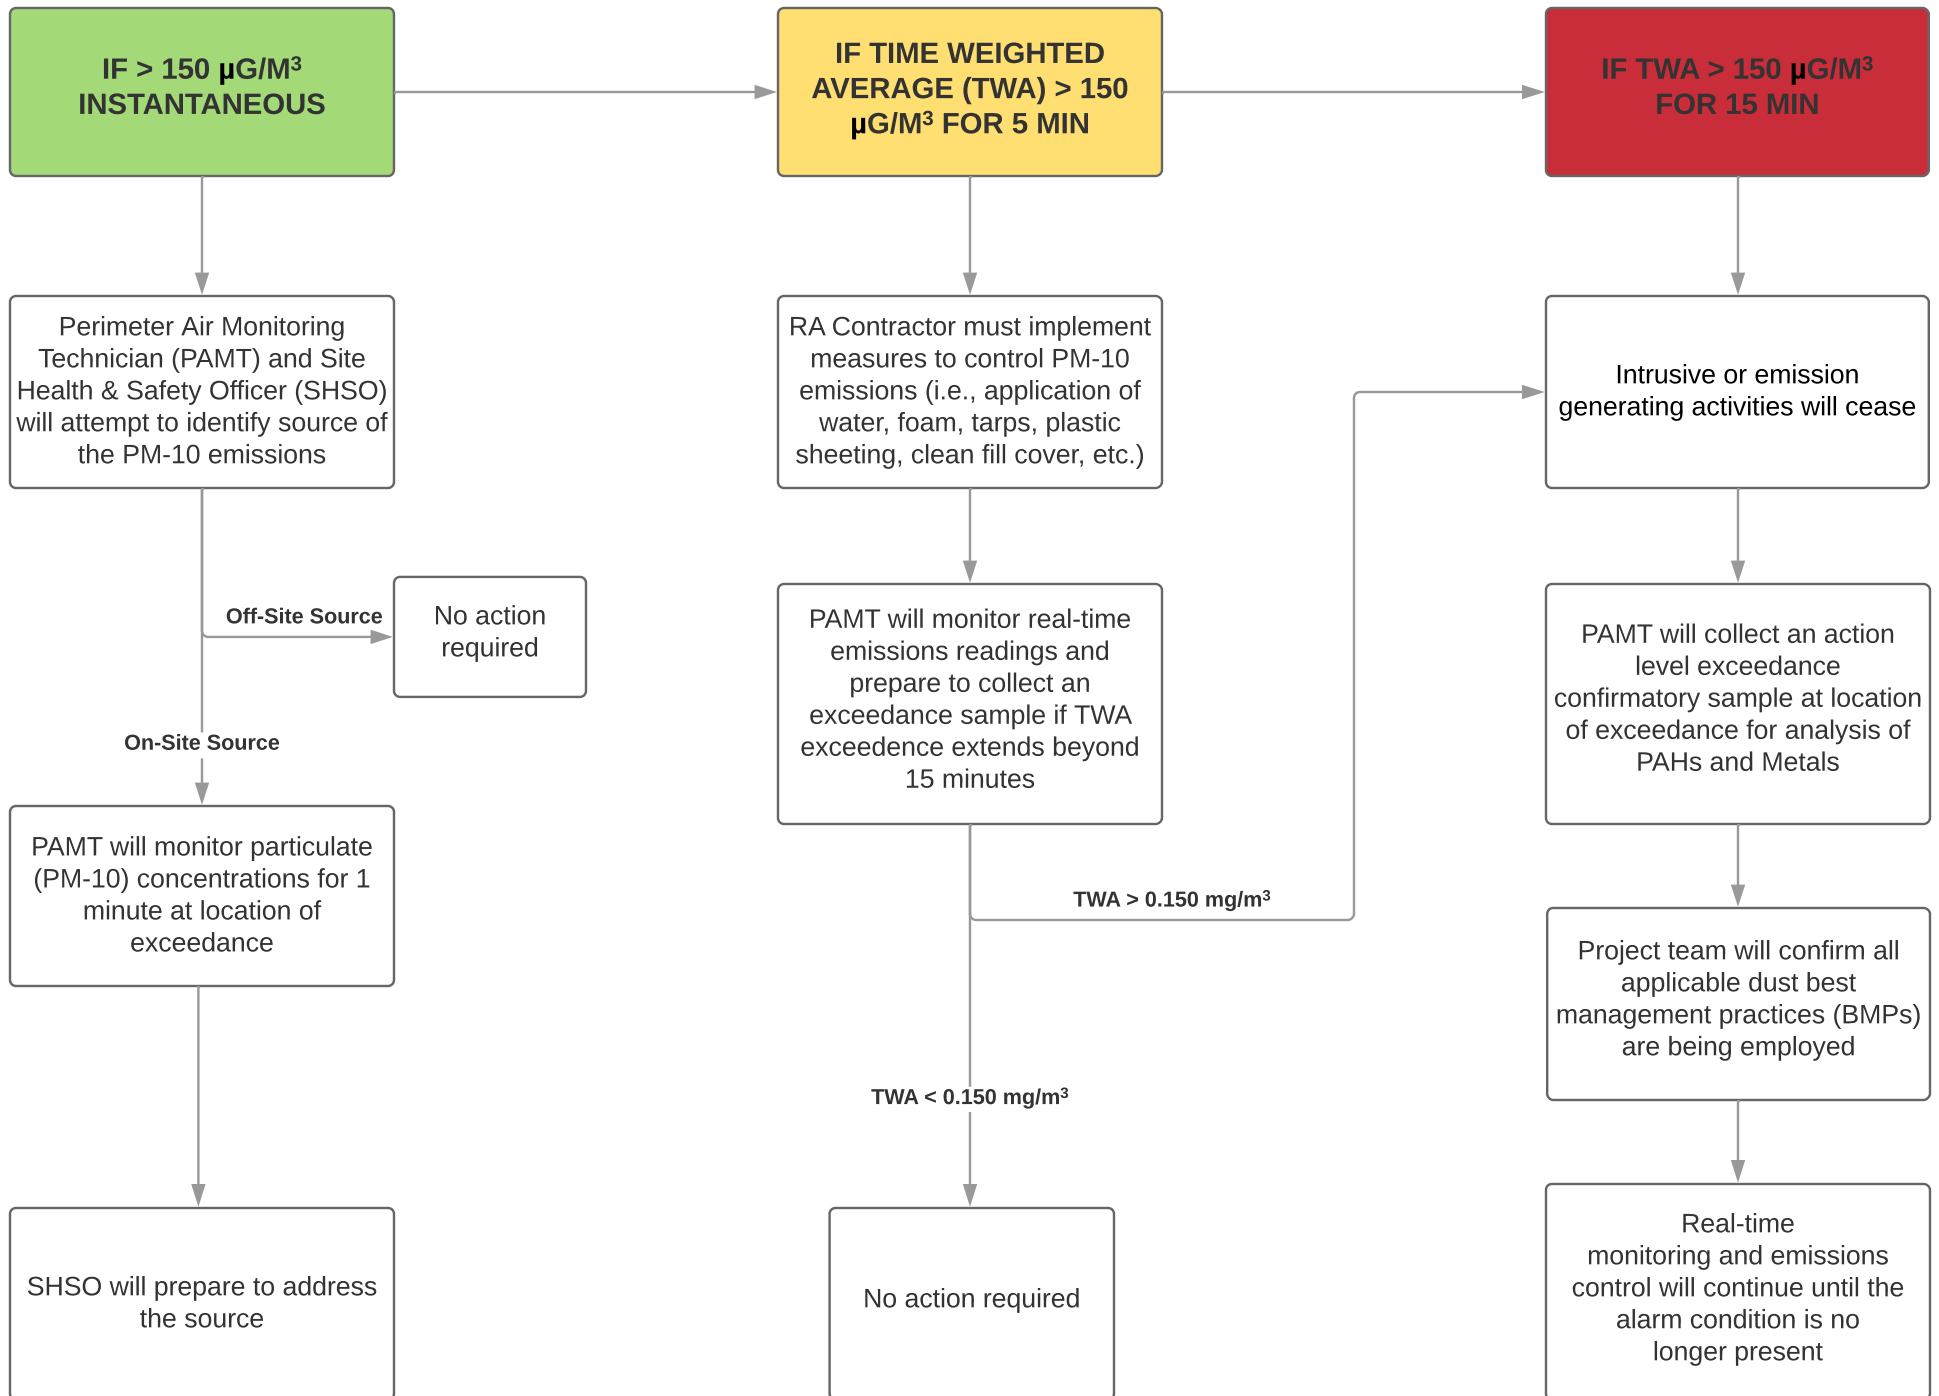 IF > 150 µG/M³
INSTANTANEOUS
IF TIME WEIGHTED
AVERAGE (TWA) > 150
µG/M³ FOR 5 MIN
IF TWA > 150 µG/M³
FOR 15 MIN
Perimeter Air Monitoring
Technician (PAMT) and Site
Health & Safety Officer (SHSO)
will attempt to identify source of
the PM-10 emissions
RA Contractor must implement
measures to control PM-10
emissions (i.e., application of
water, foam, tarps, plastic
sheeting, clean fill cover, etc.)
Intrusive or emission
generating activities will cease
Off-Site Source
No action
required
On-Site Source
PAMT will monitor real-time
emissions readings and
prepare to collect an
exceedance sample if TWA
exceedence extends beyond
15 minutes
PAMT will collect an action
level exceedance
confirmatory sample at location
of exceedance for analysis of
PAHs and Metals
PAMT will monitor particulate
(PM-10) concentrations for 1
minute at location of
exceedance
TWA > 0.150 mg/m³
Project team will confirm all
applicable dust best
management practices (BMPs)
are being employed
TWA < 0.150 mg/m³
SHSO will prepare to address
the source
No action required
Real-time
monitoring and emissions
control will continue until the
alarm condition is no
longer present